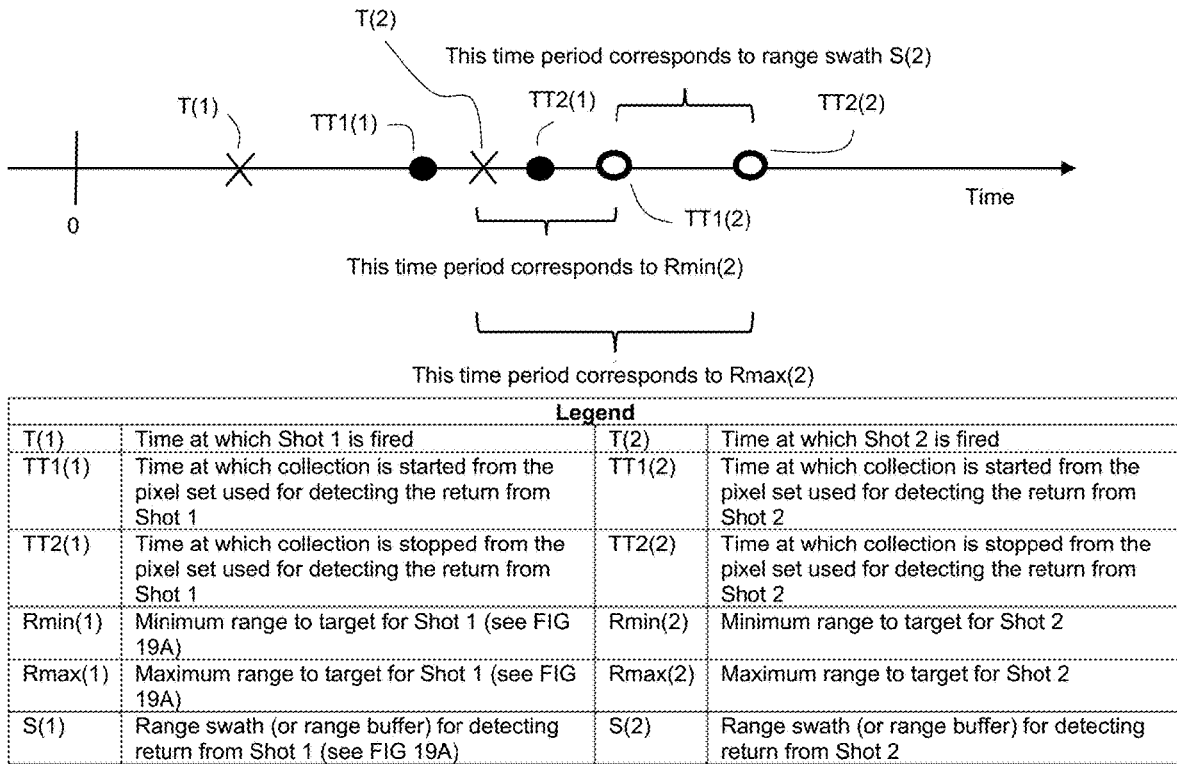 T(2)
This time period corresponds to range swath S(2)
T(1)
TT1(1)
TT2(1)
TT2(2)
Time
0
TT1(2)
This time period corresponds to Rmin(2)
This time period corresponds to Rmax(2)
Legend
T(1) Time at which Shot 1 is fired T(2) Time at which Shot 2 is fired
TT1(1) Time at which collection is started from the TT1(2) Time at which collection is started from the
pixel set used for detecting the return from pixel set used for detecting the return from
Shot 1 Shot 2
TT2(1) Time at which collection is stopped from the TT2(2) Time at which collection is stopped from the
pixel set used for detecting the return from pixel set used for detecting the return from
Shot 1 Shot 2
Rmin(1) Minimum range to target for Shot 1 (see FIG Rmin(2) Minimum range to target for Shot 2
19A)
Rmax(1) Maximum range to target for Shot 1 (see FIG Rmax(2) Maximum range to target for Shot 2
19A)
S(1) Range swath (or range buffer) for detecting S(2) Range swath (or range buffer) for detecting
return from Shot 1 (see FIG 19A) return from Shot 2